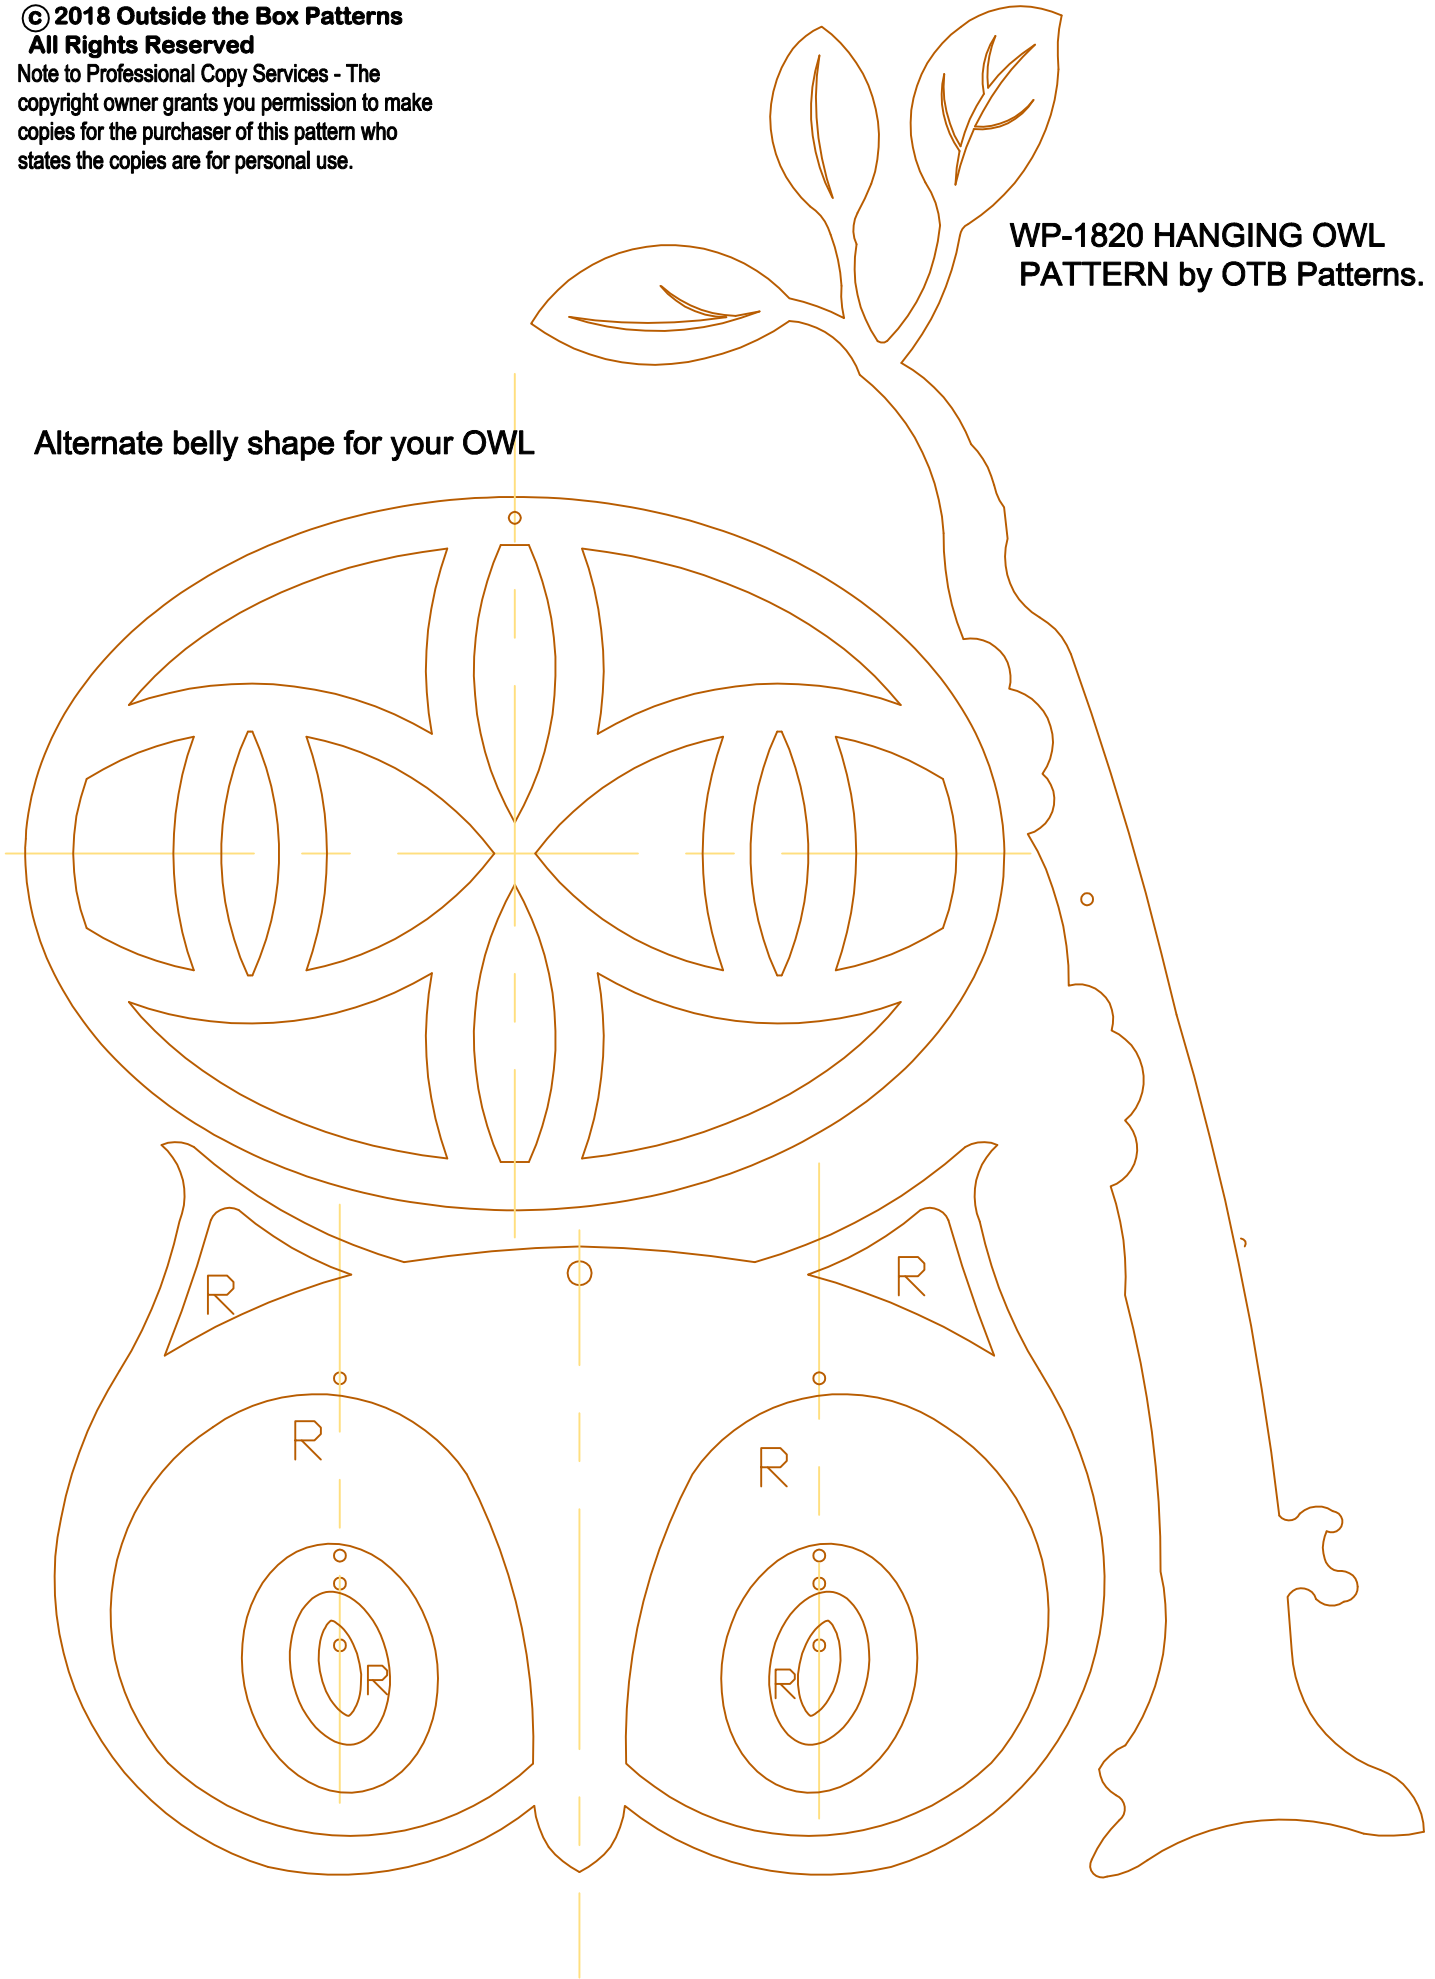 © 2018 Outside the Box Patterns
All Rights Reserved
Note to Professional Copy Services - The
copyright owner grants you permission to make
copies for the purchaser of this pattern who
states the copies are for personal use.
WP-1820 HANGING OWL
PATTERN by OTB Patterns.
Alternate belly shape for your OWL
R
R
R
R
R
R